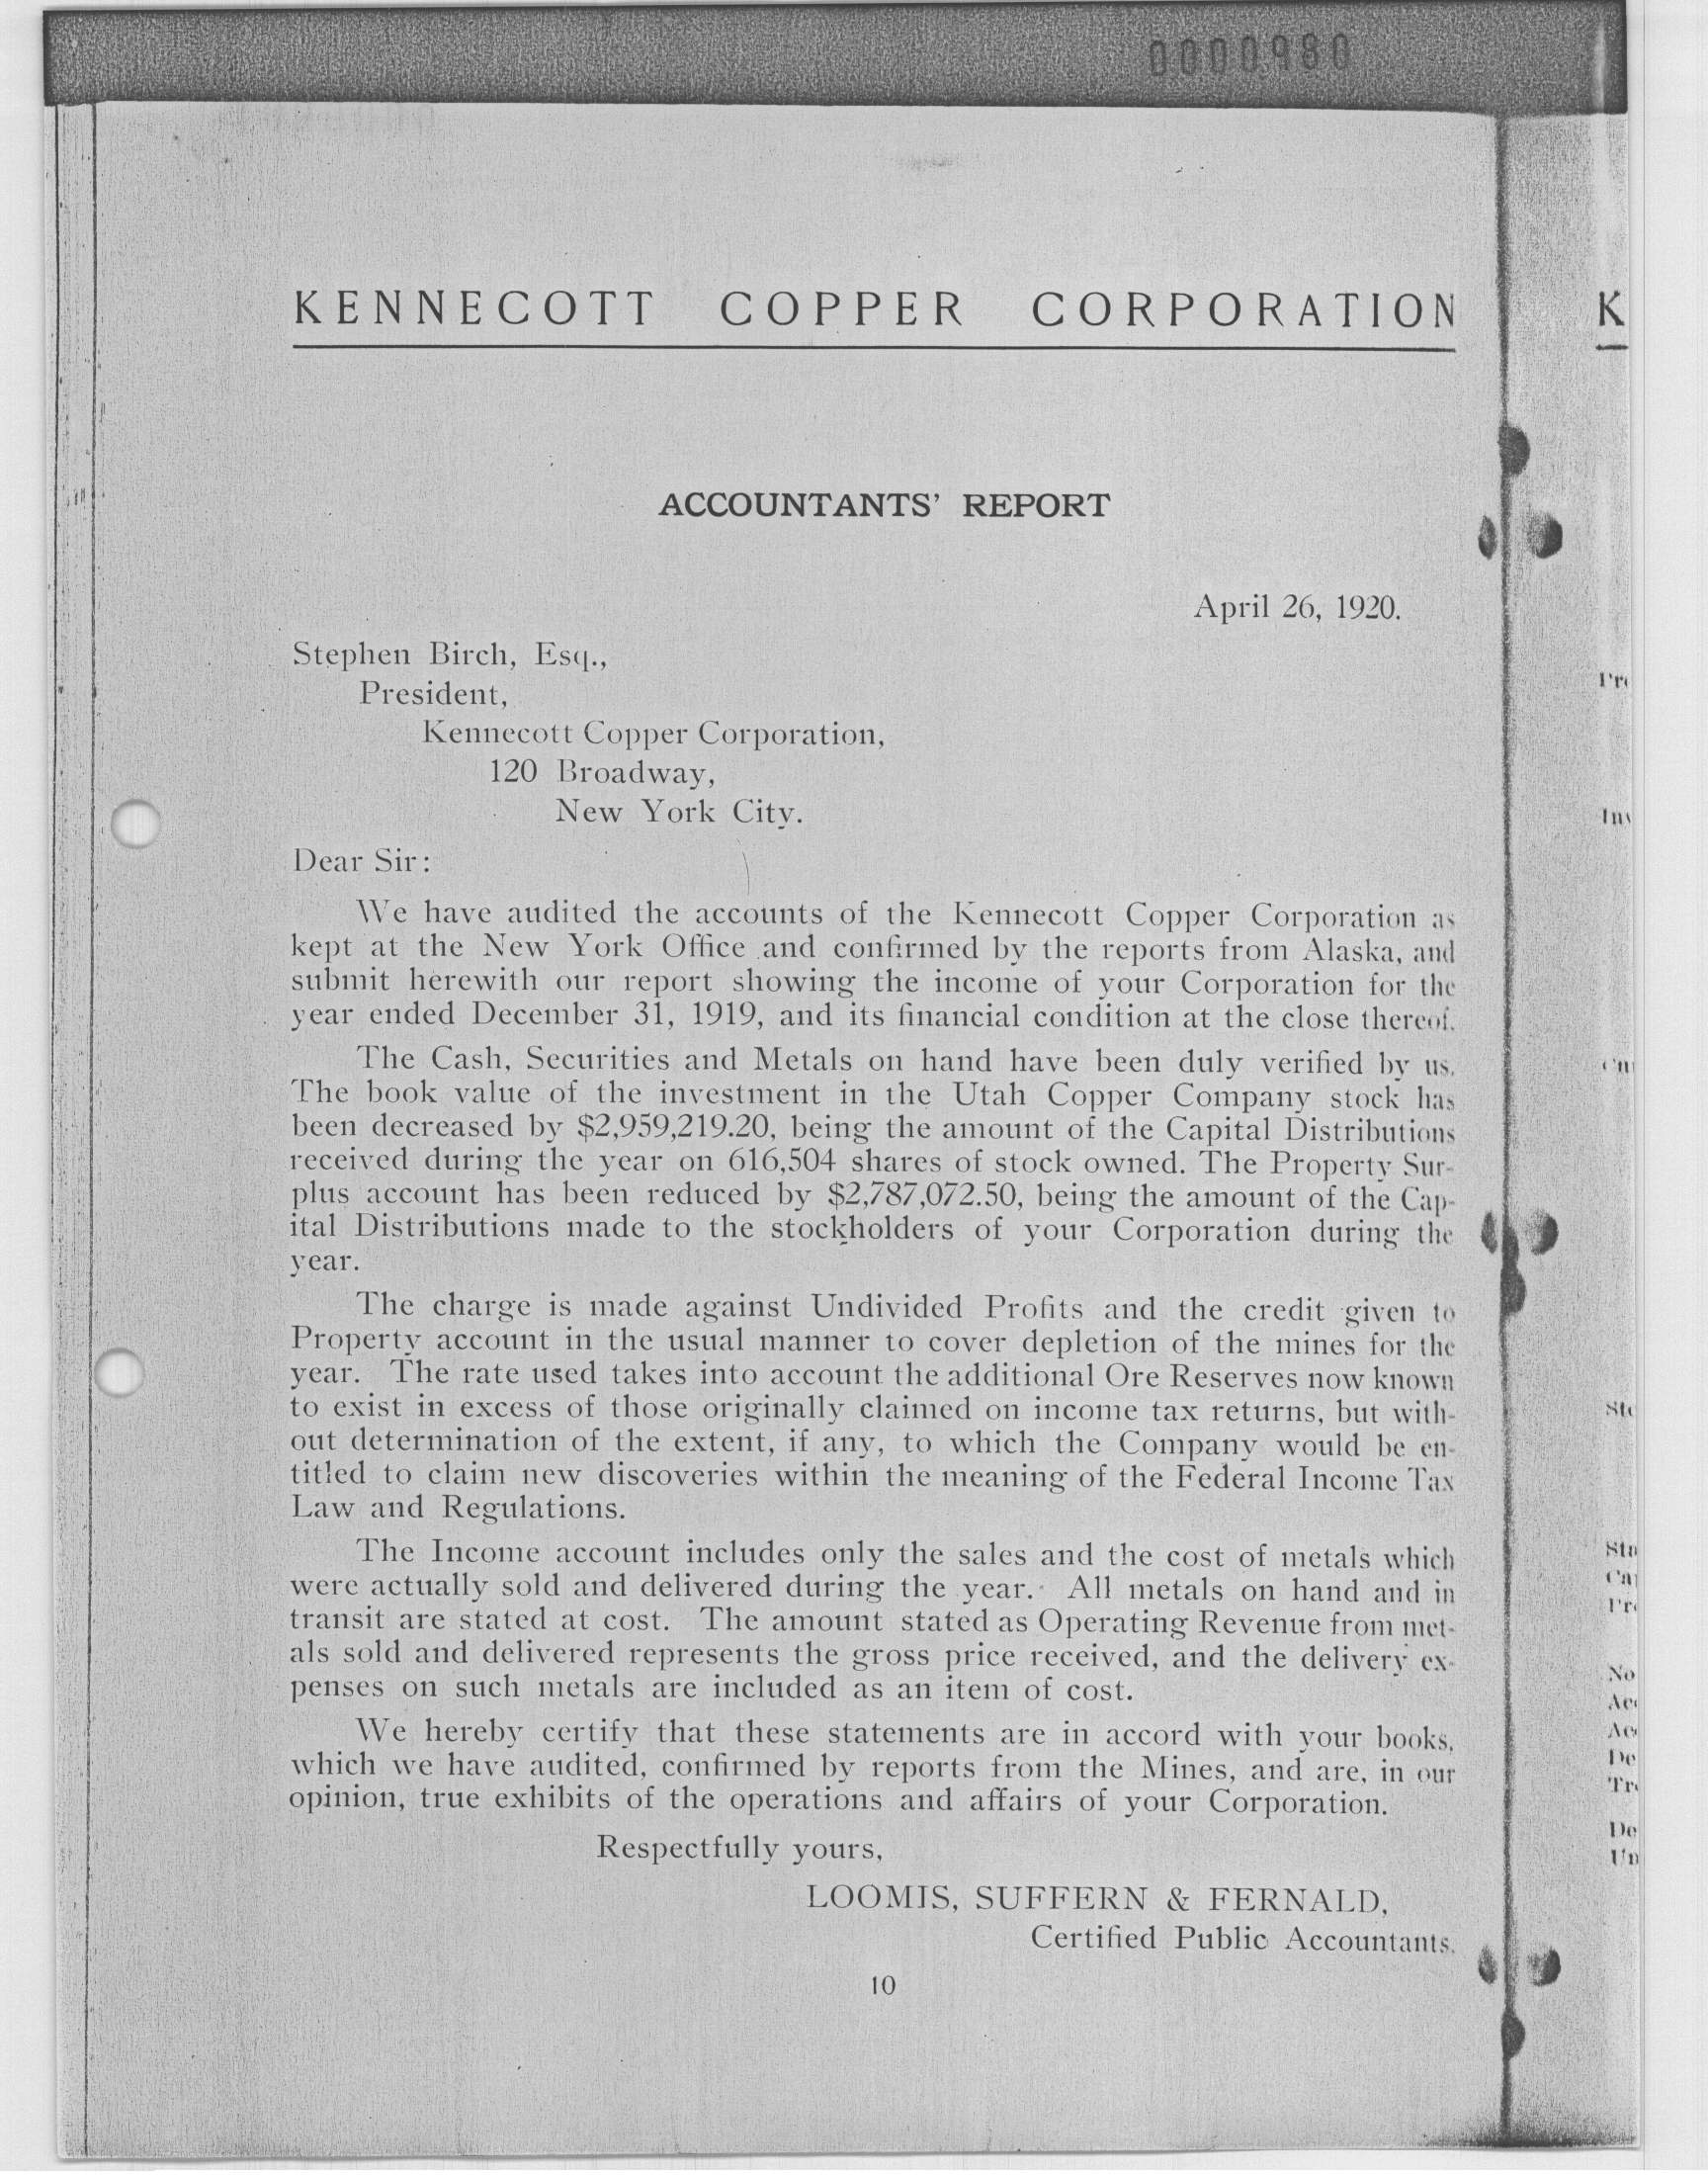 0000980
KENNECOTT COPPER CORPORATION
K
ACCOUNTANTS' REPORT
April 26, 1920.
Stephen Birch, Esq.,
President,
Kennecott Copper Corporation,
120 Broadway,
New York City.
Dear Sir:
We have audited the accounts of the Kennecott Copper Corporation as
kept at the New York Office and confirmed by the reports from Alaska, and
submit herewith our report showing the income of your Corporation for the
year ended December 31, 1919, and its financial condition at the close thereof.
The Cash, Securities and Metals on hand have been duly verified by us.
The book value of the investment in the Utah Copper Company stock has
been decreased by $2,959,219.20, being the amount of the Capital Distributions
received during the year on 616,504 shares of stock owned. The Property Sur-
plus account has been reduced by $2,787,072.50, being the amount of the Cap-
ital Distributions made to the stockholders of your Corporation during the
year.
The charge is made against Undivided Profits and the credit given to
Property account in the usual manner to cover depletion of the mines for the
year. The rate used takes into account the additional Ore Reserves now known
to exist in excess of those originally claimed on income tax returns, but with-
out determination of the extent, if any, to which the Company would be en-
titled to claim new discoveries within the meaning of the Federal Income Tax
Law and Regulations.
The Income account includes only the sales and the cost of metals which
were actually sold and delivered during the year. All metals on hand and in
transit are stated at cost. The amount stated as Operating Revenue from met-
als sold and delivered represents the gross price received, and the delivery ex-
penses on such metals are included as an item of cost.
We hereby certify that these statements are in accord with your books,
which we have audited, confirmed by reports from the Mines, and are, in our
opinion, true exhibits of the operations and affairs of your Corporation.
Respectfully yours,
LOOMIS, SUFFERN & FERNALD,
Certified Public Accountants.
10